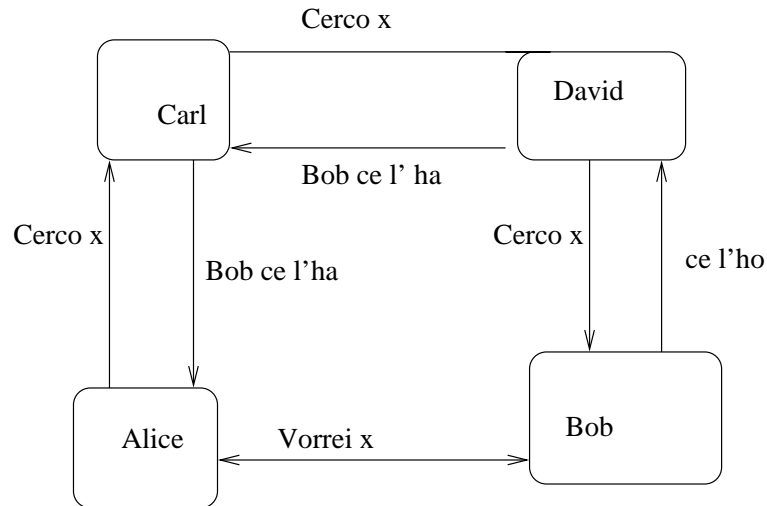 Cerco x
Carl
David
Bob ce l' ha
Cerco x
Cerco x
ce l'ho
Bob ce l'ha
Alice
Vorrei x
Bob